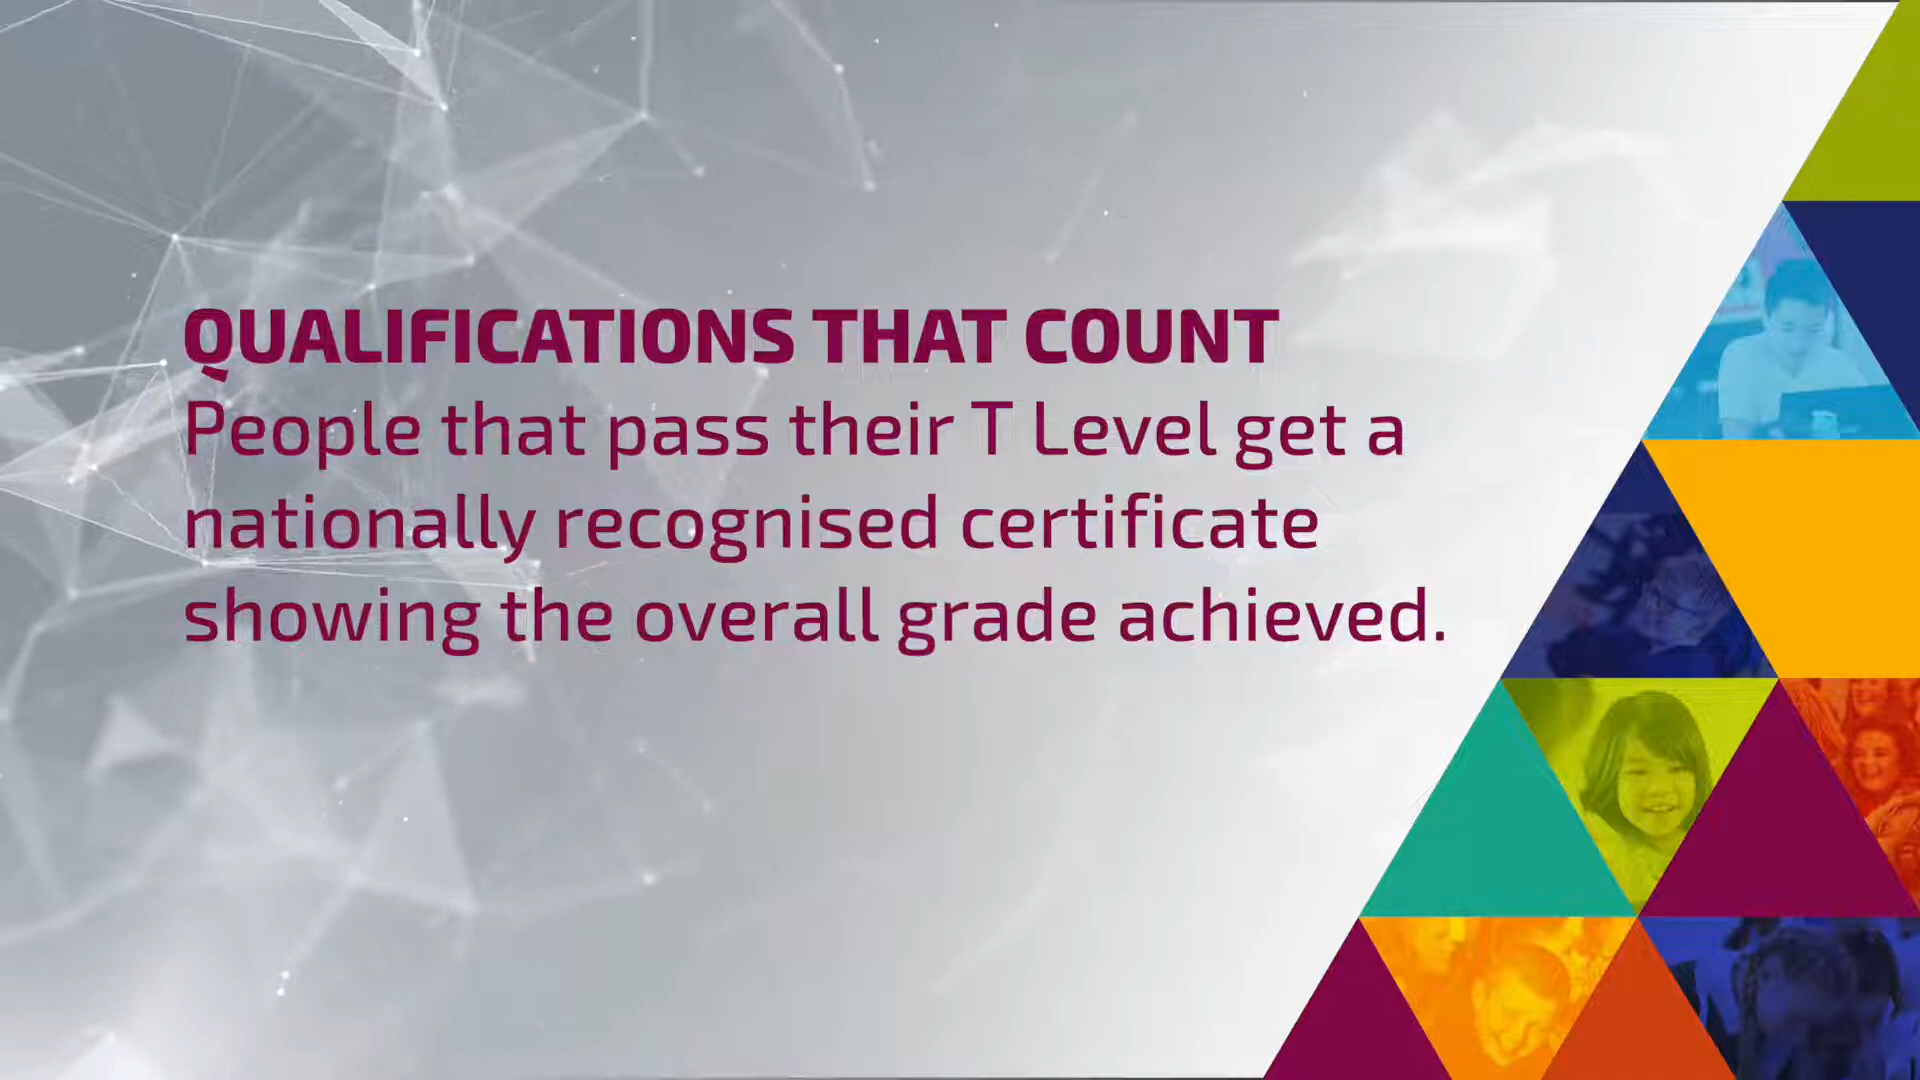 QUALIFICATIONS THAT COUNT
People that pass their T Level get a
nationally recognised certificate
showing the overall grade achieved.